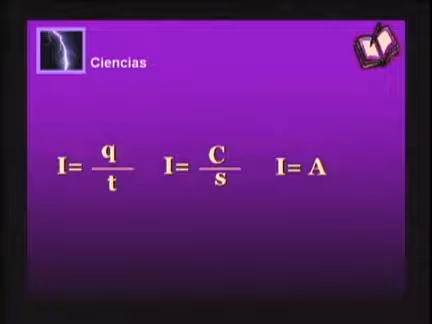 Ciencias
I= q/t I= C/s I= A